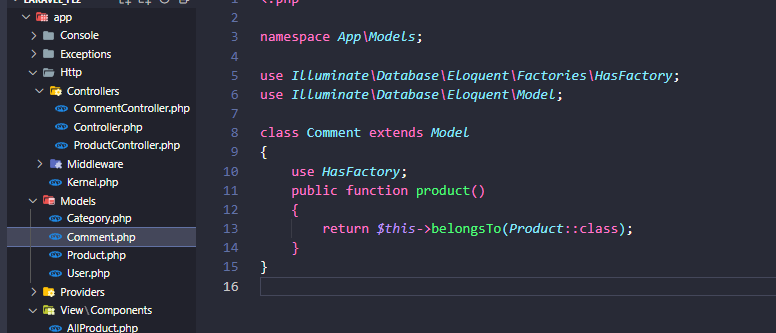 LARAVEL_TLZ
app
Console
Exceptions
Http
Controllers
CommentController.php
Controller.php
ProductController.php
Middleware
Kernel.php
Models
Category.php
Comment.php
Product.php
User.php
Providers
View\Components
AllProduct.php
1 <?php
2
3 namespace App\Models;
4
5 use Illuminate\Database\Eloquent\Factories\HasFactory;
6 use Illuminate\Database\Eloquent\Model;
7
8 class Comment extends Model
9 {
10 use HasFactory;
11 public function product()
12 {
13 return $this->belongsTo(Product::class);
14 }
15 }
16